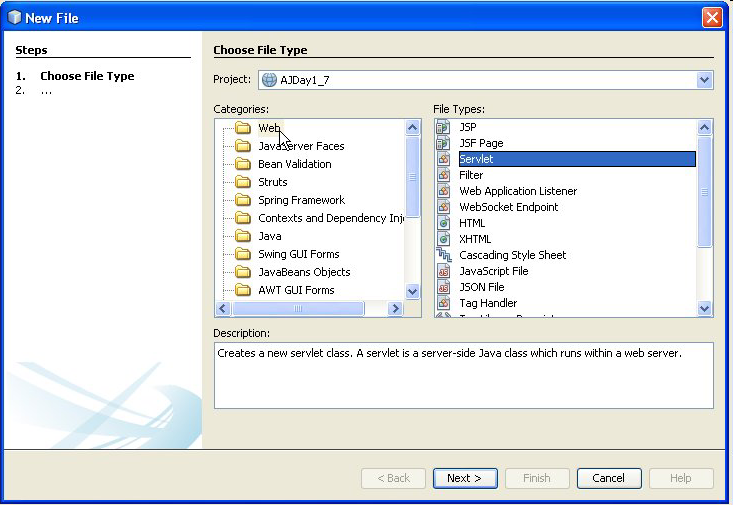 New File
Steps
1. Choose File Type
2. ...
Choose File Type
Project: AJDay1_7
Categories:
Web
JavaServer Faces
Bean Validation
Struts
Spring Framework
Contexts and Dependency Inj
Java
Swing GUI Forms
JavaBeans Objects
AWT GUI Forms
File Types:
JSP
JSF Page
Servlet
Filter
Web Application Listener
WebSocket Endpoint
HTML
XHTML
Cascading Style Sheet
JavaScript File
JSON File
Tag Handler
Description:
Creates a new servlet class. A servlet is a server-side Java class which runs within a web server.
< Back Next > Finish Cancel Help